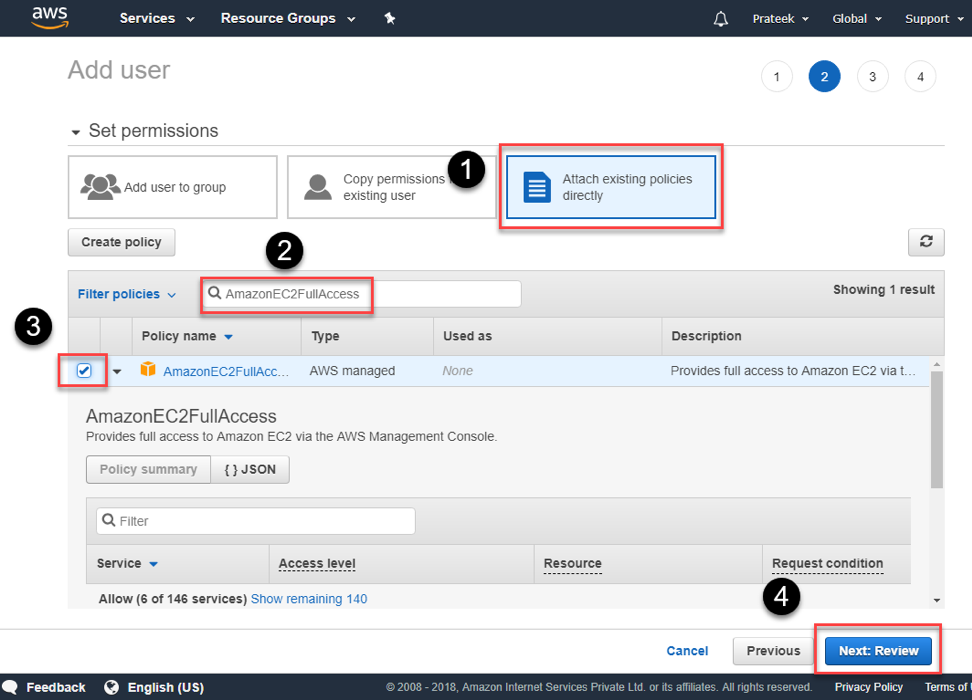 aws Services Resource Groups Prateek Global Support
Add user
1 2 3 4
Set permissions
Add user to group
Copy permissions
existing user
1
Attach existing policies
directly
Create policy
2
Filter policies AmazonEC2FullAccess Showing 1 result
3
Policy name Type Used as Description
AmazonEC2FullAcc... AWS managed None Provides full access to Amazon EC2 via t...
AmazonEC2FullAccess
Provides full access to Amazon EC2 via the AWS Management Console.
Policy summary { } JSON
Filter
Service Access level Resource Request condition
Allow (6 of 146 services) Show remaining 140
4
Cancel Previous Next: Review
Feedback English (US) © 2008 - 2018, Amazon Internet Services Private Ltd. or its affiliates. All rights reserved. Privacy Policy Terms of